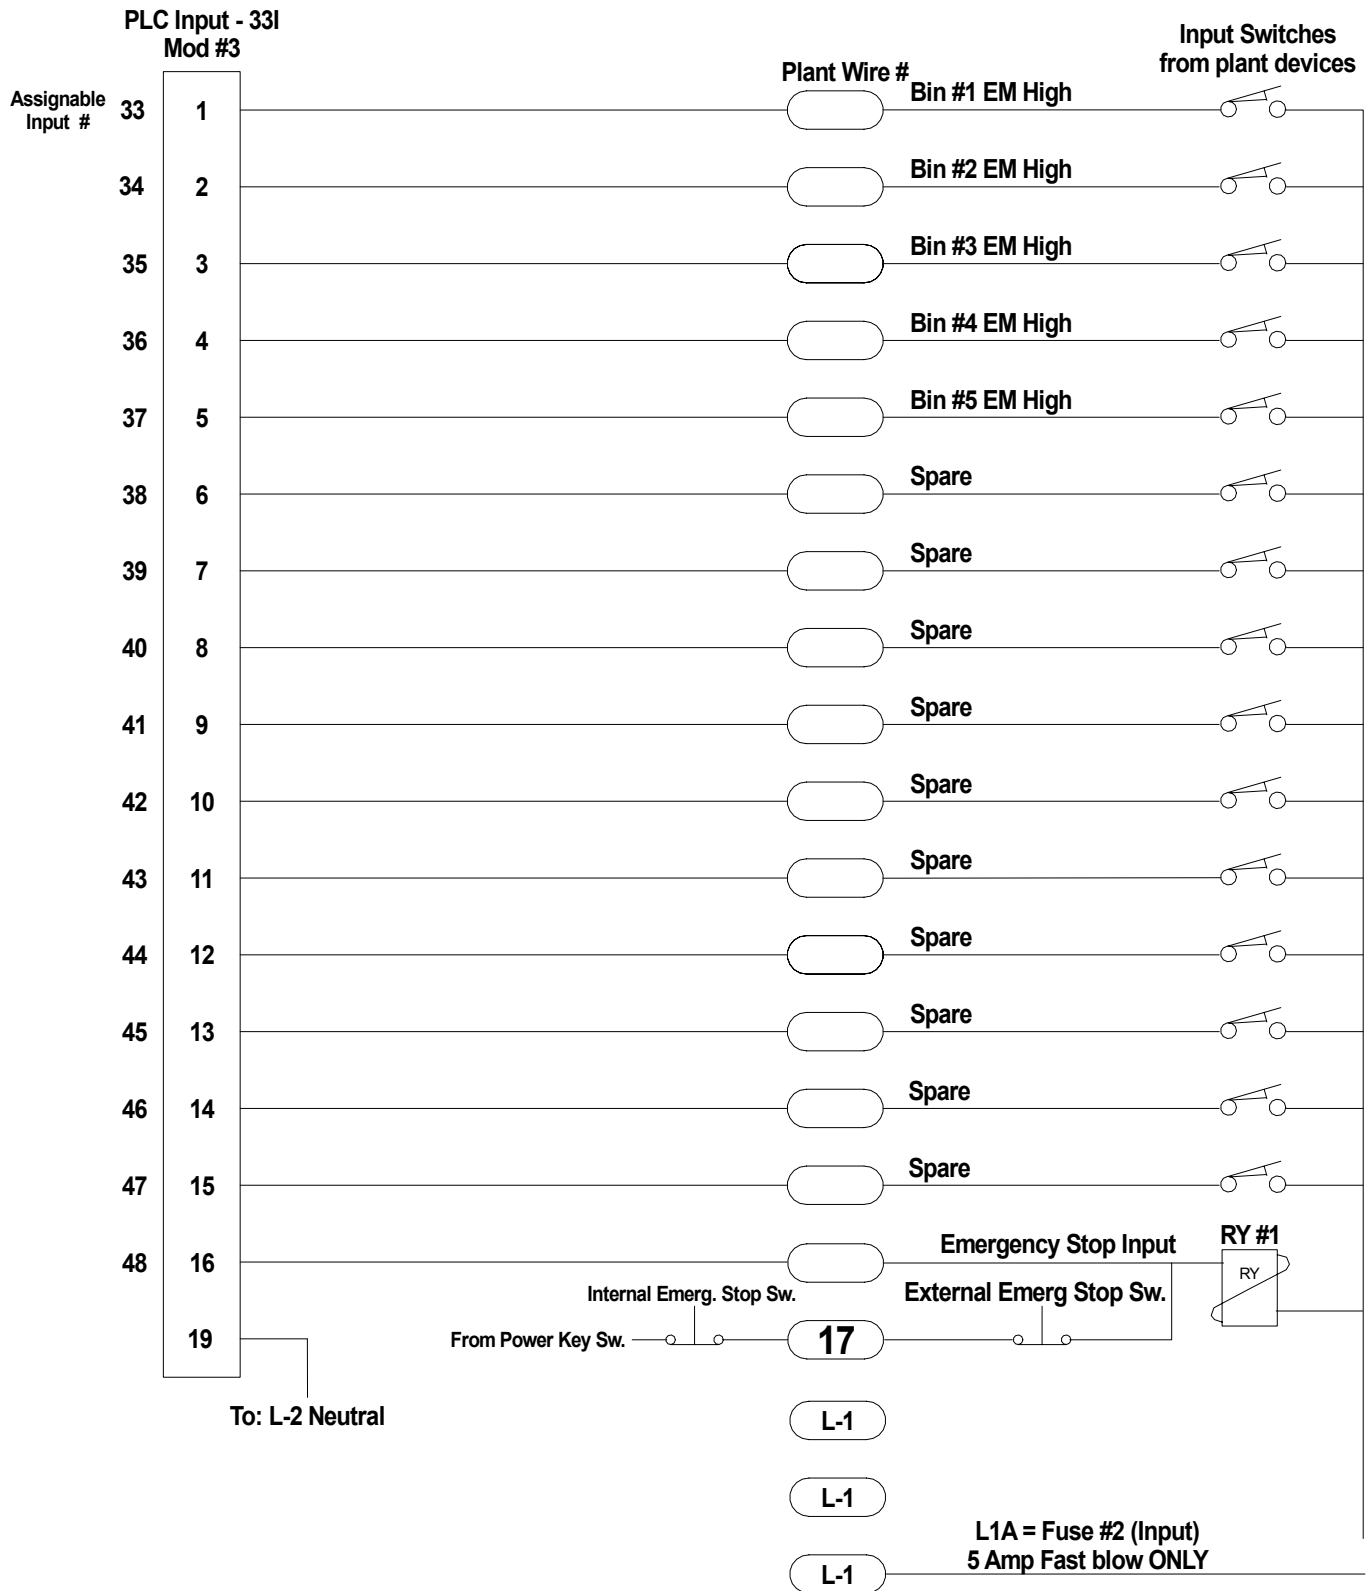 PLC Input - 33I
Mod #3
Input Switches
from plant devices
Plant Wire #
Assignable
Input #
33 1 Bin #1 EM High
34 2 Bin #2 EM High
35 3 Bin #3 EM High
36 4 Bin #4 EM High
37 5 Bin #5 EM High
38 6 Spare
39 7 Spare
40 8 Spare
41 9 Spare
42 10 Spare
43 11 Spare
44 12 Spare
45 13 Spare
46 14 Spare
47 15 Spare
48 16 Emergency Stop Input RY #1
RY
Internal Emerg. Stop Sw. External Emerg Stop Sw.
19 From Power Key Sw. 17
To: L-2 Neutral
L-1
L-1
L1A = Fuse #2 (Input)
5 Amp Fast blow ONLY
L-1